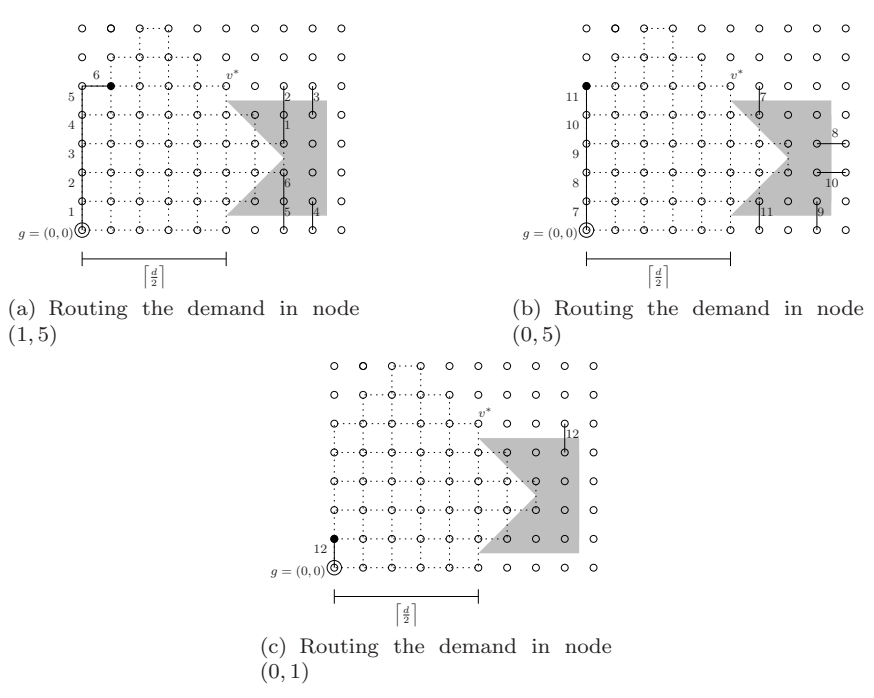 6
v*
5
2
3
4
1
3
2
6
1
5
4
g = (0, 0)
⌈d/2⌉
(a) Routing the demand in node
(1, 5)
v*
11
7
10
9
8
8
10
7
11
9
g = (0, 0)
⌈d/2⌉
(b) Routing the demand in node
(0, 5)
v*
12
12
g = (0, 0)
⌈d/2⌉
(c) Routing the demand in node
(0, 1)